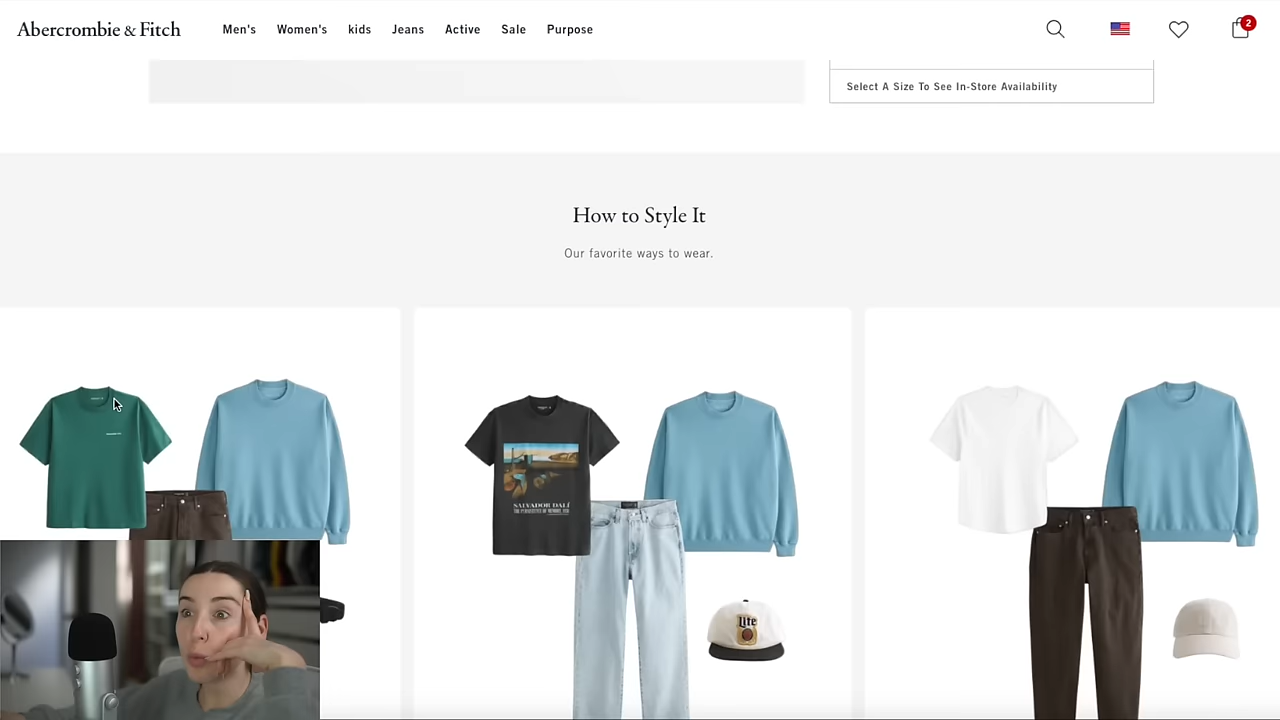 Abercrombie & Fitch
Men's Women's kids Jeans Active Sale Purpose
2
Select A Size To See In-Store Availability
How to Style It
Our favorite ways to wear.
SALVADOR DALÍ
Lite